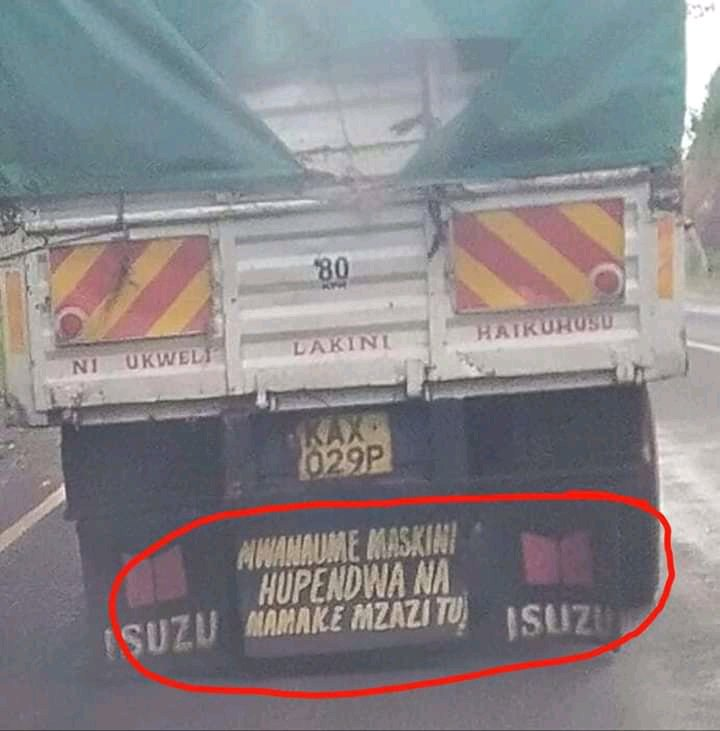 80
KPH
NI UKWELI LAKINI HAIKUHUSU
KAX
029P
MWANAUME MASKINI
HUPENDWA NA
MAMAKE MZAZI TU
ISUZU ISUZU